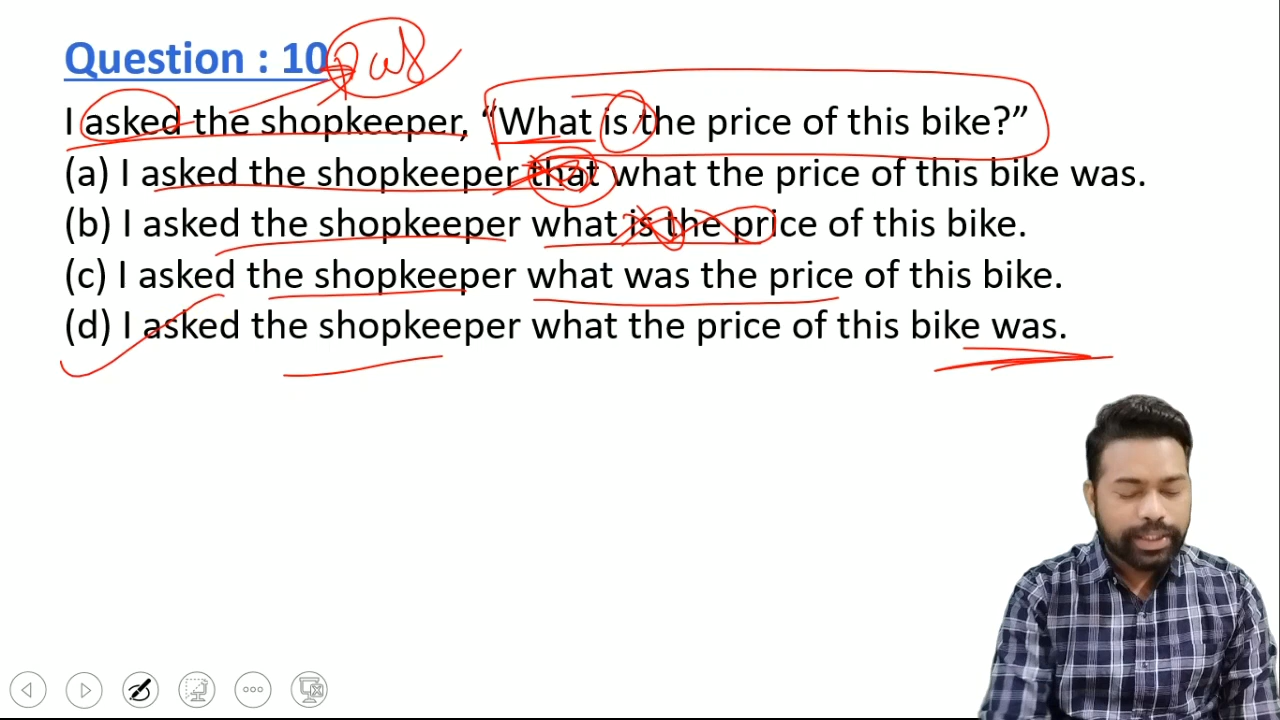 Question : 10
I asked the shopkeeper, “What is the price of this bike?”
(a) I asked the shopkeeper that what the price of this bike was.
(b) I asked the shopkeeper what is the price of this bike.
(c) I asked the shopkeeper what was the price of this bike.
(d) I asked the shopkeeper what the price of this bike was.